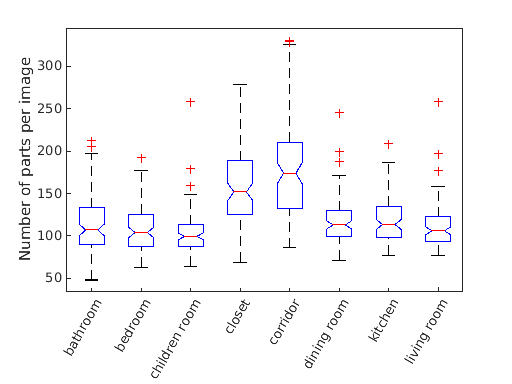 Number of parts per image
300
250
200
150
100
50
bathroom
bedroom
children room
closet
corridor
dining room
kitchen
living room